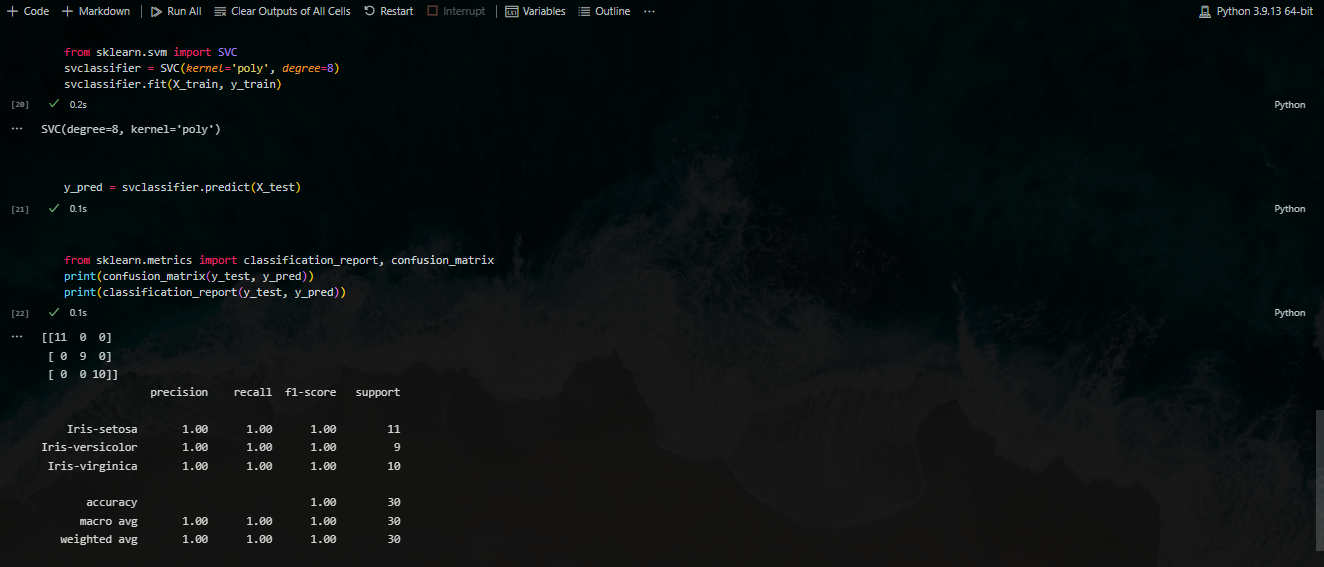 + Code + Markdown | Run All Clear Outputs of All Cells Restart Interrupt | Variables Outline ··· Python 3.9.13 64-bit
from sklearn.svm import SVC
svclassifier = SVC(kernel='poly', degree=8)
svclassifier.fit(X_train, y_train)
[20] ✓ 0.2s Python
··· SVC(degree=8, kernel='poly')
y_pred = svclassifier.predict(X_test)
[21] ✓ 0.1s Python
from sklearn.metrics import classification_report, confusion_matrix
print(confusion_matrix(y_test, y_pred))
print(classification_report(y_test, y_pred))
[22] ✓ 0.1s Python
··· [[11 0 0]
[ 0 9 0]
[ 0 0 10]]
precision recall f1-score support
Iris-setosa 1.00 1.00 1.00 11
Iris-versicolor 1.00 1.00 1.00 9
Iris-virginica 1.00 1.00 1.00 10
accuracy 1.00 30
macro avg 1.00 1.00 1.00 30
weighted avg 1.00 1.00 1.00 30